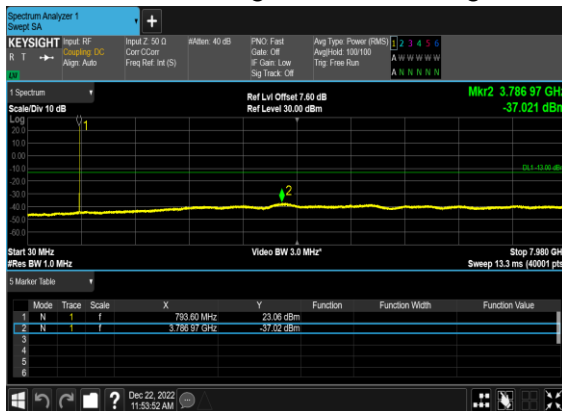 Spectrum Analyzer 1
Swept SA
KEYSIGHT Input: RF Input Z: 50 Ω #Atten: 40 dB PNO: Fast Avg Type: Power (RMS) 1 2 3 4 5 6
R T Coupling: DC Corr CCorr Gate: Off Avg|Hold: 100/100 A W W W W W
Align: Auto Freq Ref: Int (S) IF Gain: Low Trig: Free Run
Sig Track: Off A N N N N N
1 Spectrum
Scale/Div 10 dB
Ref Lvl Offset 7.60 dB
Ref Level 30.00 dBm
Mkr2 3.786 97 GHz
-37.021 dBm
Log
20.0
10.0
0.00
-10.0
-20.0
-30.0
-40.0
-50.0
-60.0
1
2
DL1 -13.00 dBm
Start 30 MHz Video BW 3.0 MHz* Stop 7.980 GHz
#Res BW 1.0 MHz Sweep 13.3 ms (40001 pts)
5 Marker Table
Mode Trace Scale X Y Function Function Width Function Value
1 N 1 f 793.60 MHz 23.06 dBm
2 N 1 f 3.786 97 GHz -37.02 dBm
3
4
5
6
? Dec 22, 2022
11:53:52 AM